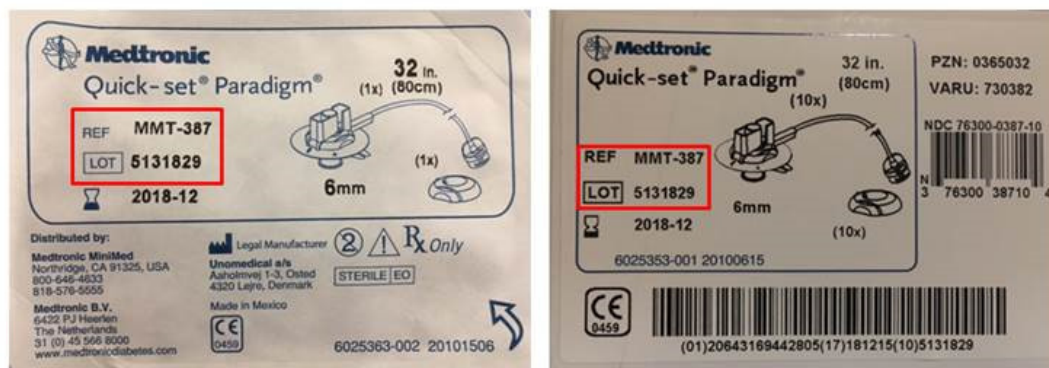 Medtronic
Quick-set® Paradigm®
32 in.
(80cm)
(1x)
REF MMT-387
LOT 5131829
2018-12
(1x)
6mm
Distributed by:
Medtronic MiniMed
Northridge, CA 91325, USA
800-646-4633
818-576-5555
Medtronic B.V.
6422 PJ Heerlen
The Netherlands
31 (0) 45 566 8000
www.medtronicdiabetes.com
Legal Manufacturer
Unomedical a/s
Aaholmvej 1-3, Osted
4320 Lejre, Denmark
Made in Mexico
CE
0459
2
Rx Only
STERILE EO
6025363-002 20101506
Medtronic
Quick-set® Paradigm®
32 in.
(80cm)
(10x)
REF MMT-387
LOT 5131829
2018-12
6mm
(10x)
6025353-001 20100615
PZN: 0365032
VARU: 730382
NDC 76300-0387-10
N
3 76300 38710 4
CE
0459
(01)20643169442805(17)181215(10)5131829